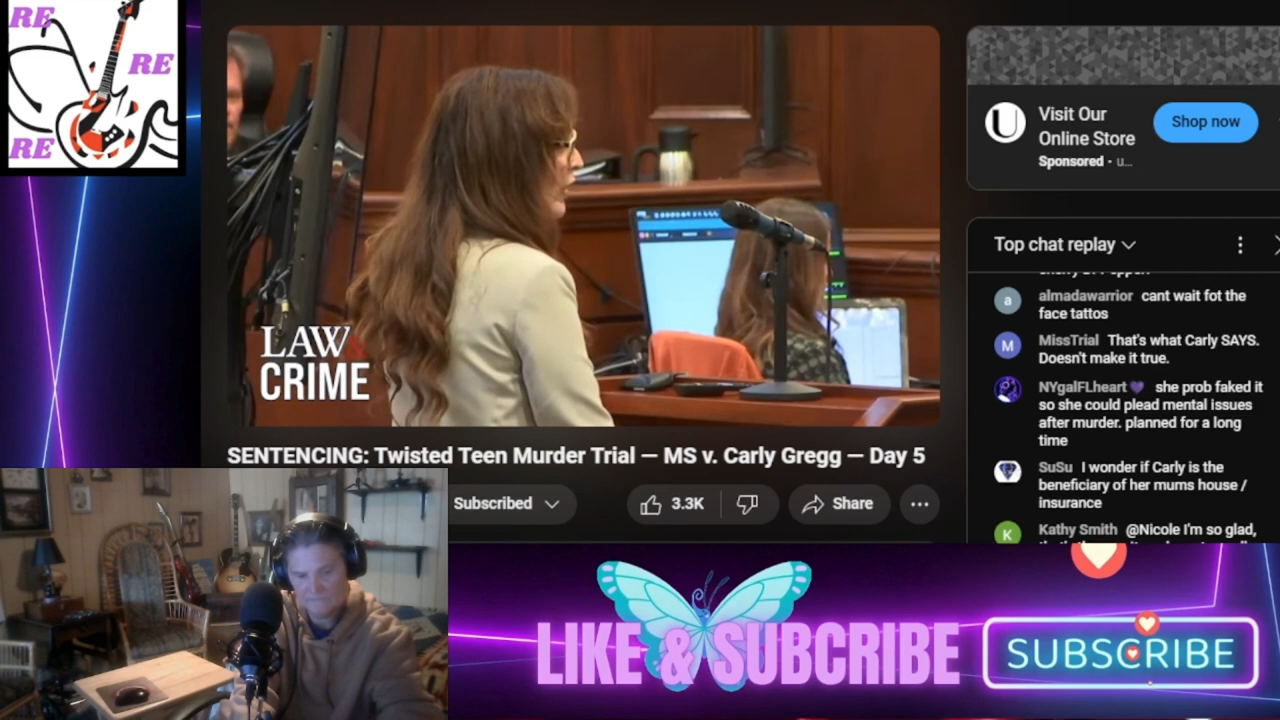 RE
RE
RE
LAW&
CRIME
SENTENCING: Twisted Teen Murder Trial — MS v. Carly Gregg — Day 5
Subscribed
3.3K
Share
Visit Our
Online Store
Sponsored · u...
Shop now
Top chat replay
a
almadawarrior cant wait fot the
face tattos
M
MissTrial That's what Carly SAYS.
Doesn't make it true.
NYgalFLheart💜 she prob faked it
so she could plead mental issues
after murder. planned for a long
time
SuSu I wonder if Carly is the
beneficiary of her mums house /
insurance
K
Kathy Smith @Nicole I'm so glad,
LIKE & SUBCRIBE
SUBSCRIBE